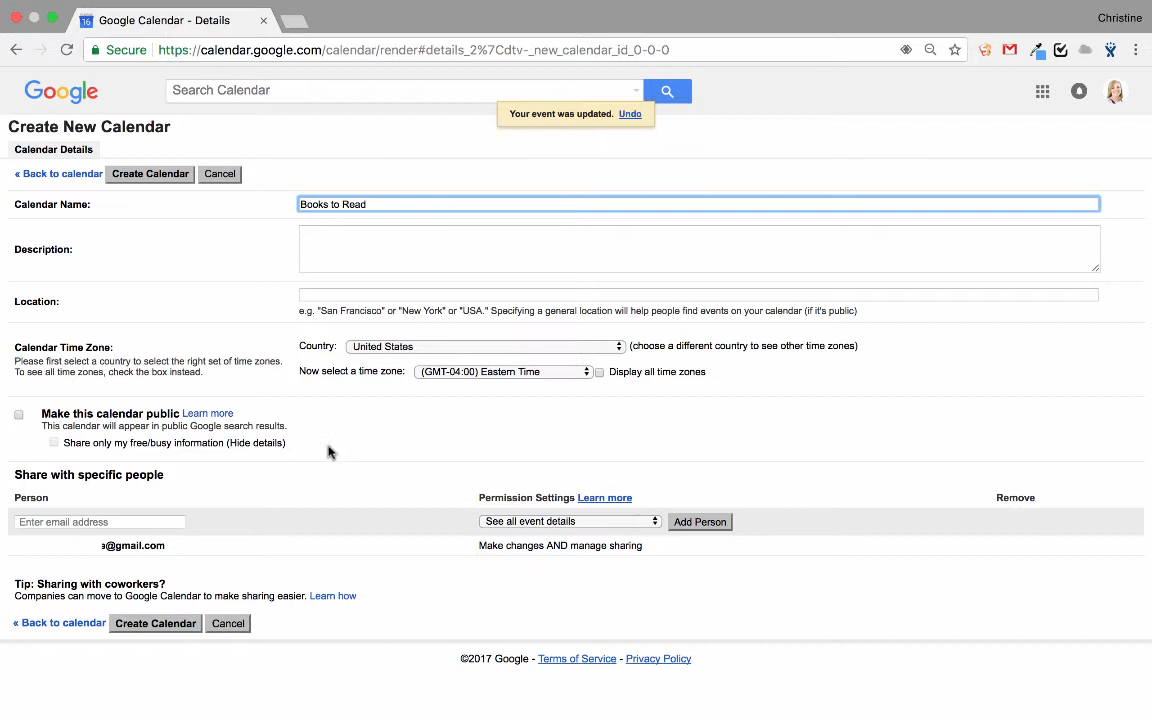 Google Calendar - Details
Christine
Secure https://calendar.google.com/calendar/render#details_2%7Cdtv-_new_calendar_id_0-0-0
Google
Search Calendar
Your event was updated. Undo
Create New Calendar
Calendar Details
« Back to calendar Create Calendar Cancel
Calendar Name: Books to Read
Description:
Location:
e.g. "San Francisco" or "New York" or "USA." Specifying a general location will help people find events on your calendar (if it's public)
Calendar Time Zone:
Please first select a country to select the right set of time zones.
To see all time zones, check the box instead.
Country: United States (choose a different country to see other time zones)
Now select a time zone: (GMT-04:00) Eastern Time Display all time zones
Make this calendar public Learn more
This calendar will appear in public Google search results.
Share only my free/busy information (Hide details)
Share with specific people
Person Permission Settings Learn more Remove
Enter email address See all event details Add Person
@gmail.com Make changes AND manage sharing
Tip: Sharing with coworkers?
Companies can move to Google Calendar to make sharing easier. Learn how
« Back to calendar Create Calendar Cancel
©2017 Google - Terms of Service - Privacy Policy